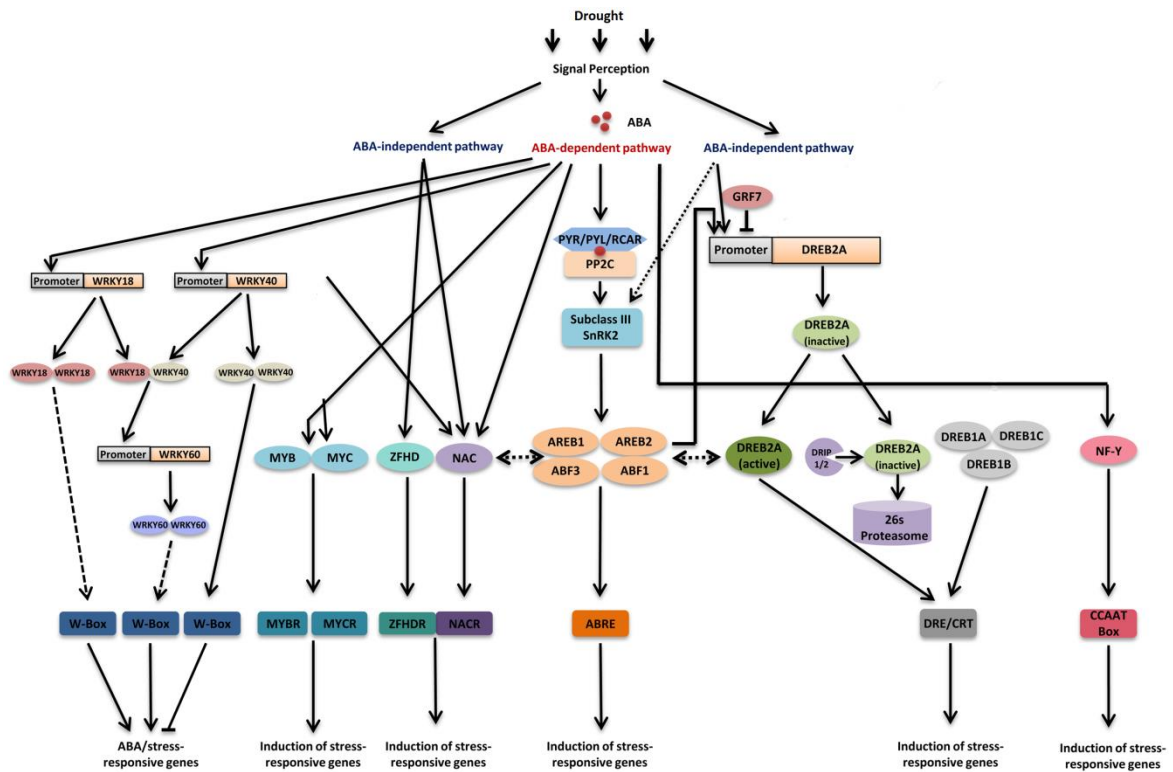 Drought
Signal Perception
ABA
ABA-independent pathway
ABA-dependent pathway
ABA-independent pathway
GRF7
PYR/PYL/RCAR
PP2C
Promoter
DREB2A
Promoter
WRKY18
Promoter
WRKY40
Subclass III
SnRK2
DREB2A
(inactive)
WRKY18
WRKY18
WRKY18
WRKY40
WRKY40
WRKY40
Promoter
WRKY60
MYB
MYC
ZFHD
NAC
AREB1
AREB2
ABF3
ABF1
DREB2A
(active)
DRIP
1/2
DREB2A
(inactive)
DREB1A
DREB1C
DREB1B
NF-Y
WRKY60
WRKY60
26s
Proteasome
W-Box
W-Box
W-Box
MYBR
MYCR
ZFHDR
NACR
ABRE
DRE/CRT
CCAAT
Box
ABA/stress-
responsive genes
Induction of stress-
responsive genes
Induction of stress-
responsive genes
Induction of stress-
responsive genes
Induction of stress-
responsive genes
Induction of stress-
responsive genes